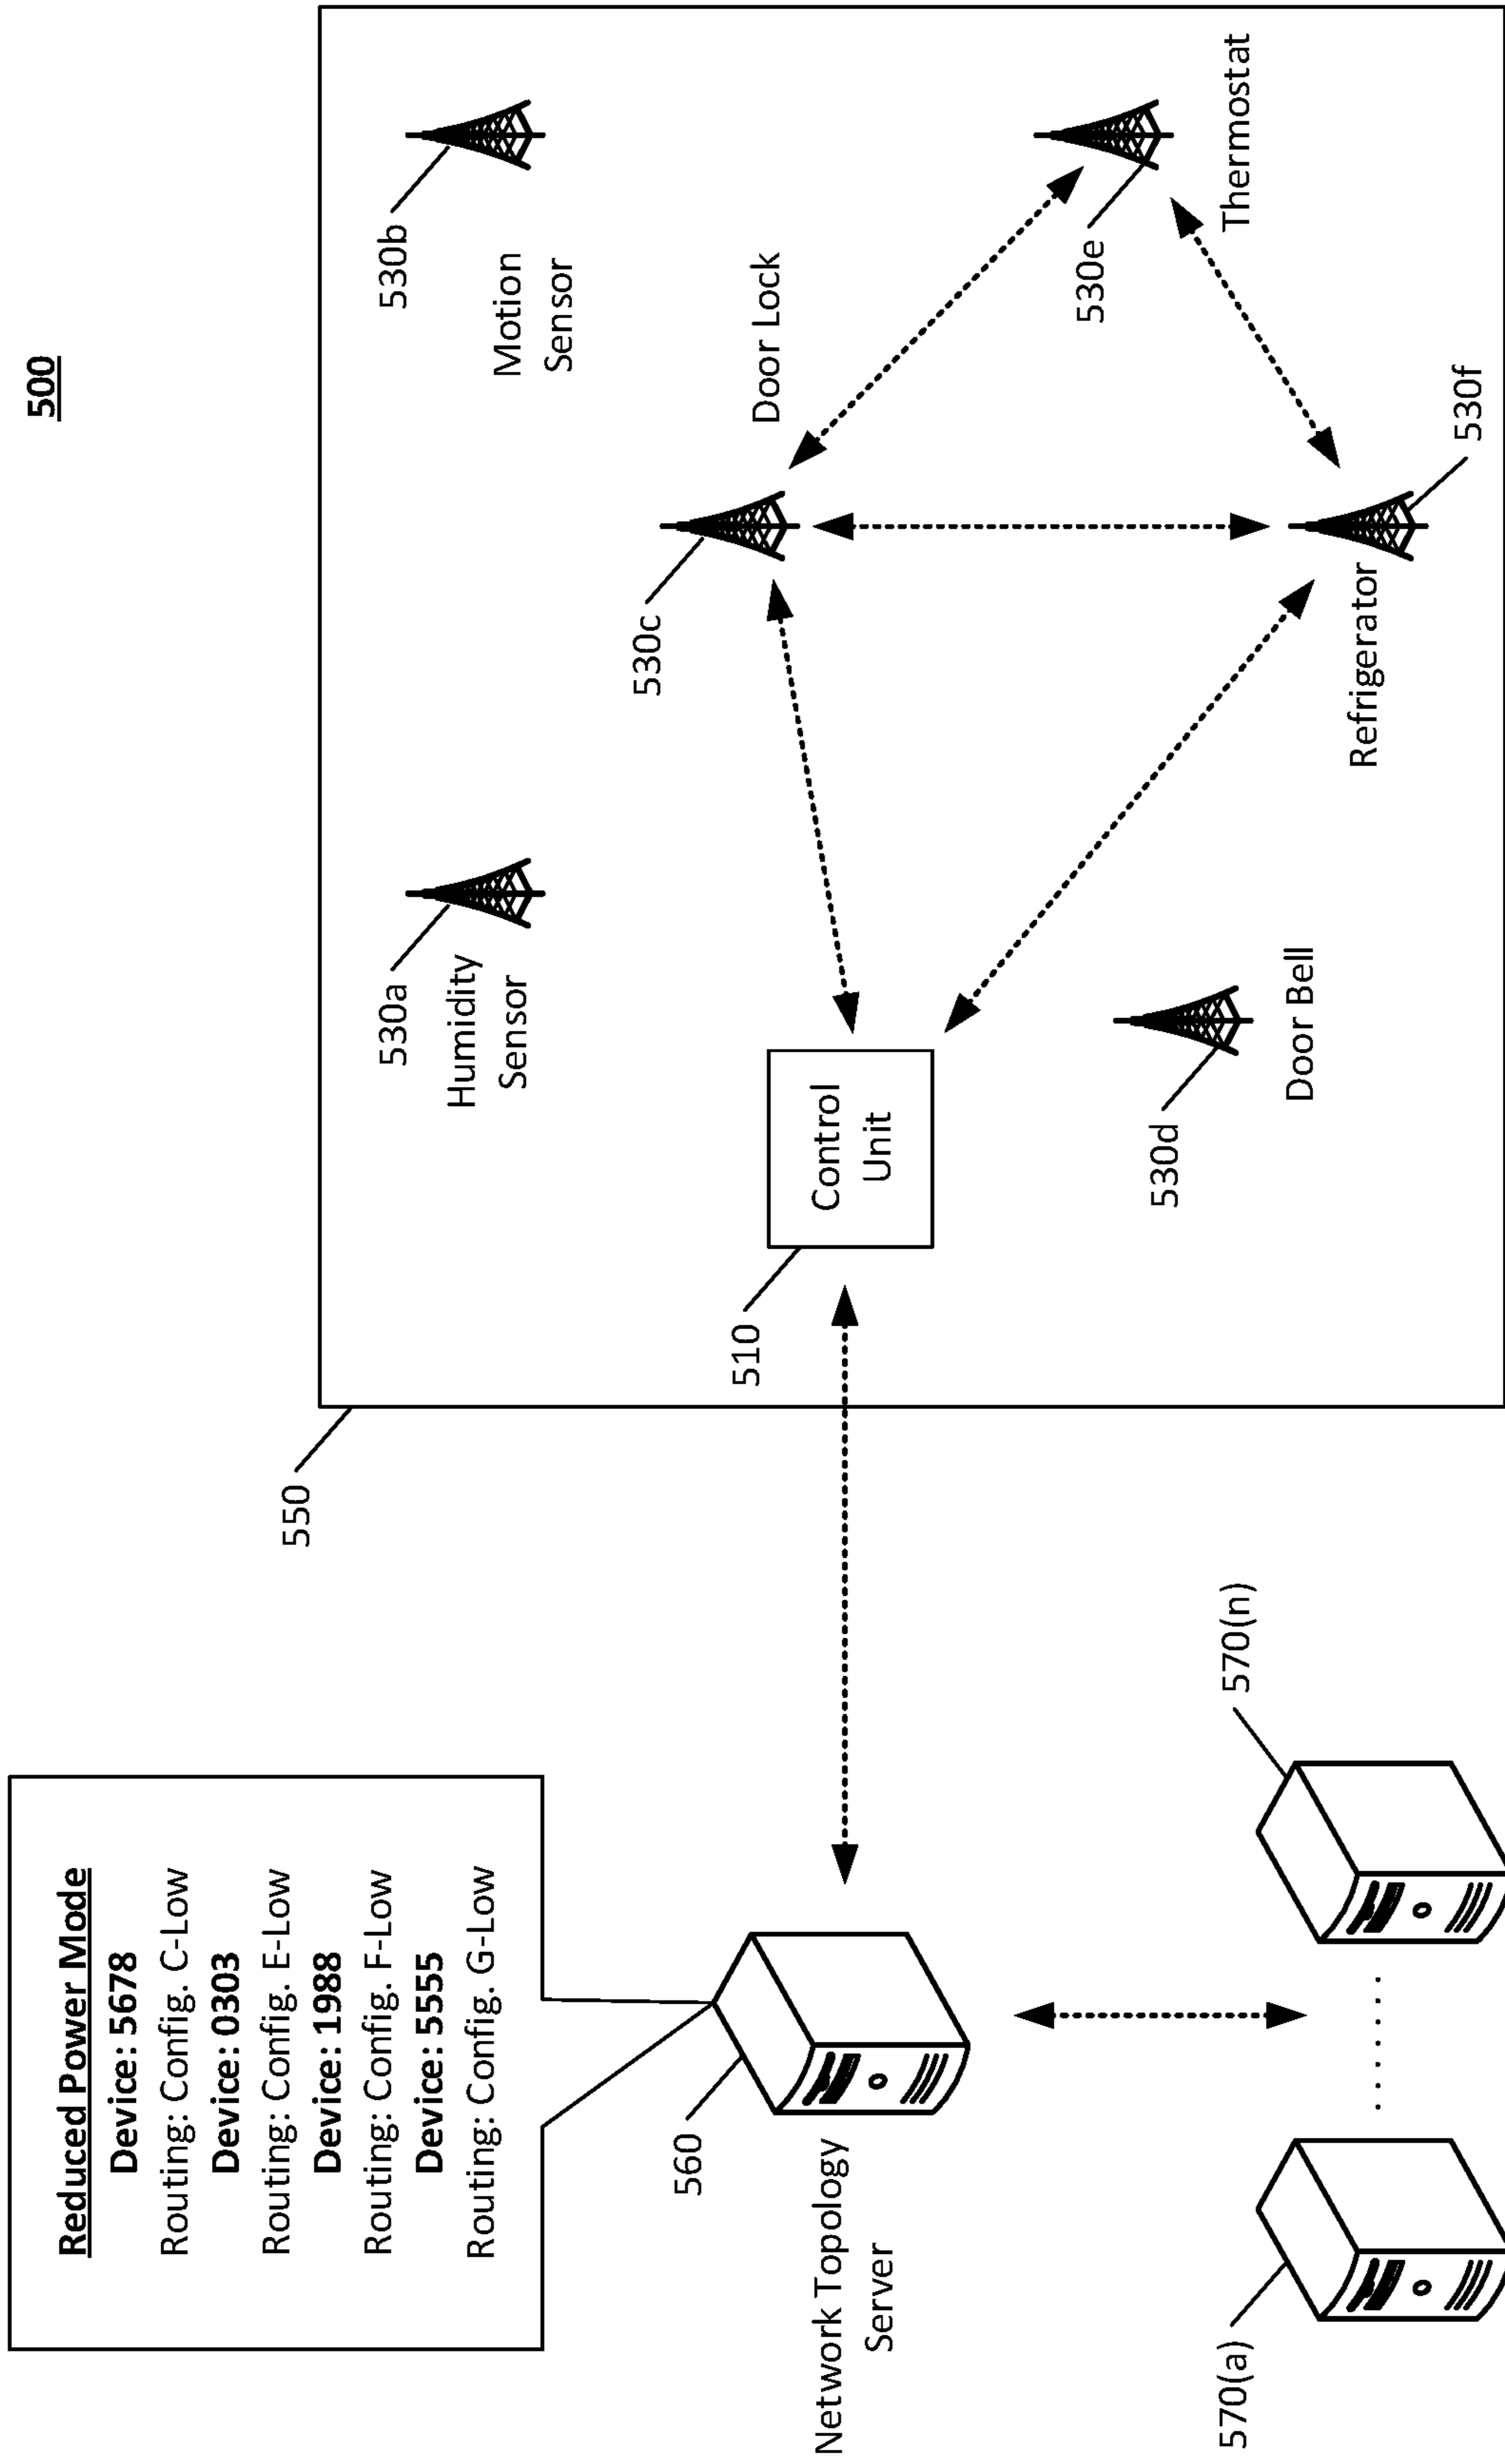 500
Reduced Power Mode
Device: 5678
Routing: Config. C-Low
Device: 0303
Routing: Config. E-Low
Device: 1988
Routing: Config. F-Low
Device: 5555
Routing: Config. G-Low
560
Network Topology
Server
570(a)
......
570(n)
550
510
Control
Unit
530a
Humidity
Sensor
530b
Motion
Sensor
530c
Door Lock
530d
Door Bell
530e
Thermostat
Refrigerator
530f